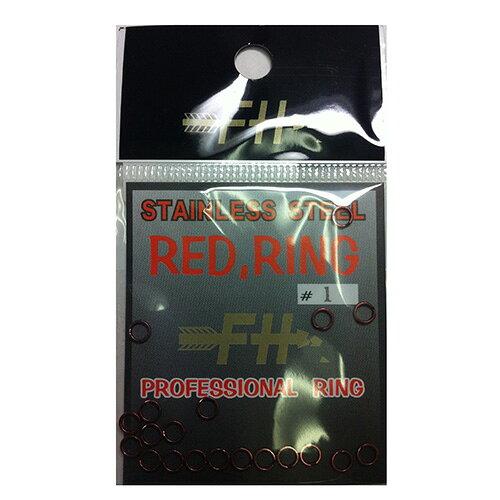 FH
STAINLESS STEEL
RED,RING
# 1
FH
PROFESSIONAL RING